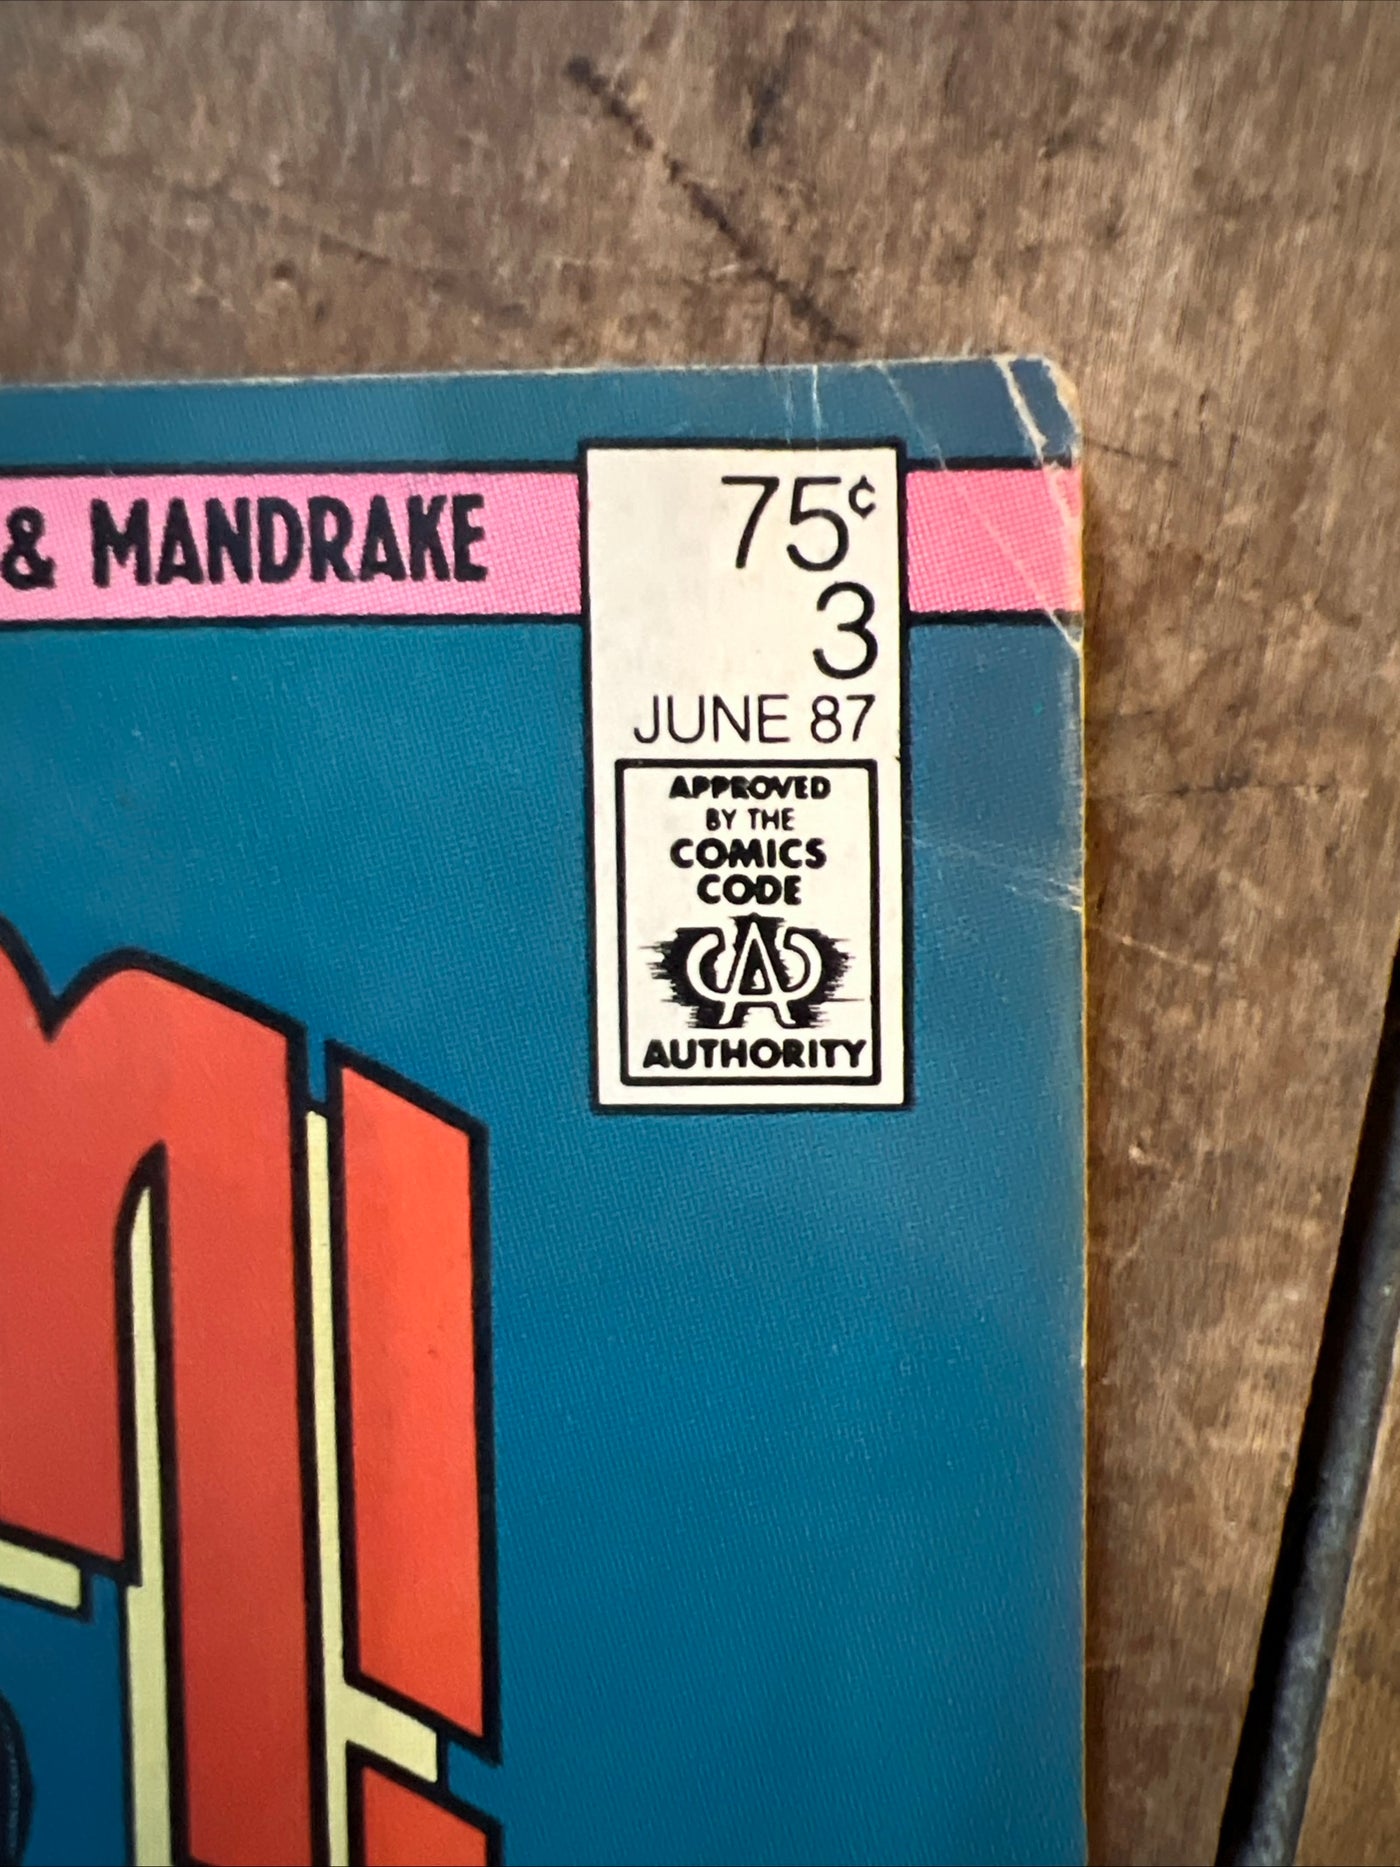 & MANDRAKE
75¢
3
JUNE 87
APPROVED
BY THE
COMICS
CODE
CA
AUTHORITY